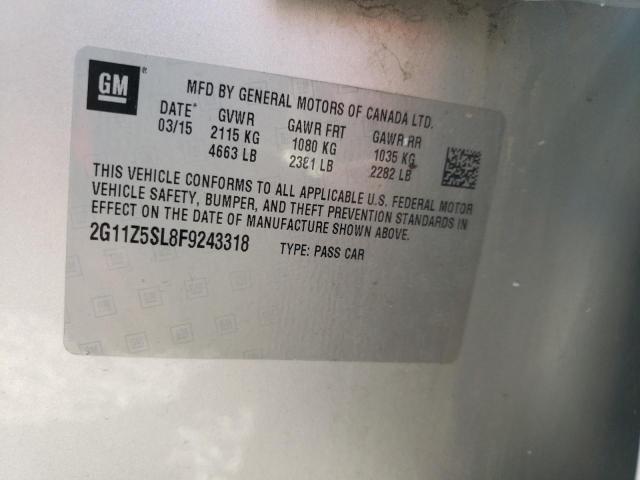 GM ®
MFD BY GENERAL MOTORS OF CANADA LTD.
DATE* GVWR GAWR FRT GAWR RR
03/15 2115 KG 1080 KG 1035 KG
4663 LB 2381 LB 2282 LB
THIS VEHICLE CONFORMS TO ALL APPLICABLE U.S. FEDERAL MOTOR
VEHICLE SAFETY, BUMPER, AND THEFT PREVENTION STANDARDS IN
EFFECT ON THE DATE OF MANUFACTURE SHOWN ABOVE.
2G11Z5SL8F9243318 TYPE: PASS CAR